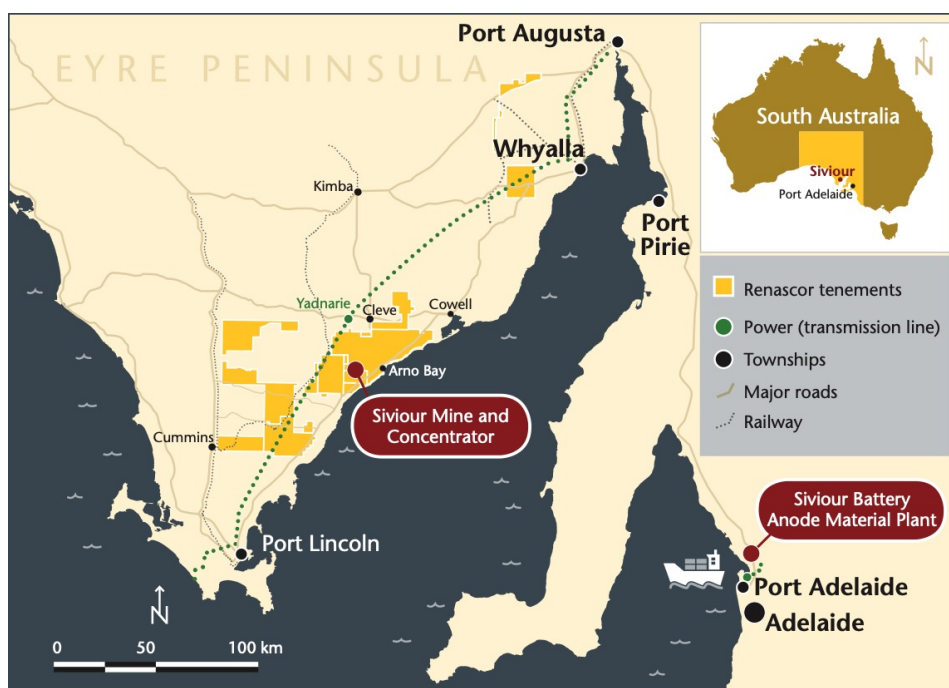 EYRE PENINSULA
Port Augusta
Whyalla
Kimba
Port
Pirie
Yadnarie
Cleve
Cowell
Arno Bay
Siviour Mine and
Concentrator
Cummins
Port Lincoln
N
0 50 100 km
Siviour Battery
Anode Material Plant
Port Adelaide
Adelaide
N
South Australia
Siviour
Port Adelaide
Renascor tenements
Power (transmission line)
Townships
Major roads
Railway